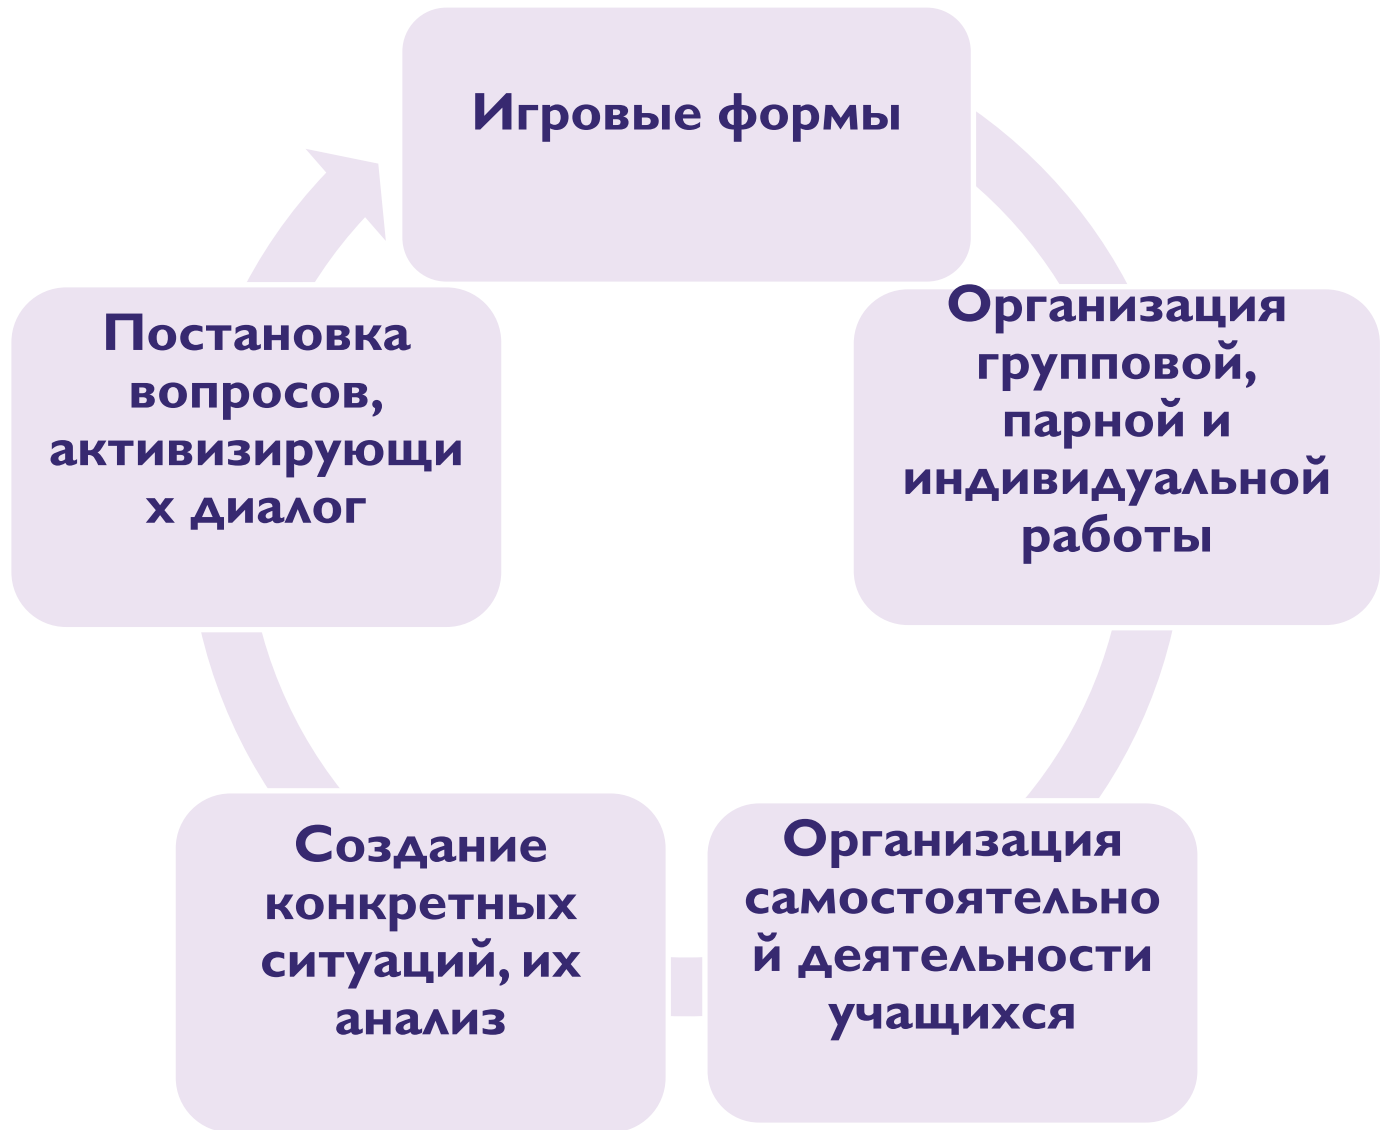 Игровые формы
Организация
групповой,
парной и
индивидуальной
работы
Организация
самостоятельно
й деятельности
учащихся
Создание
конкретных
ситуаций, их
анализ
Постановка
вопросов,
активизирующи
х диалог